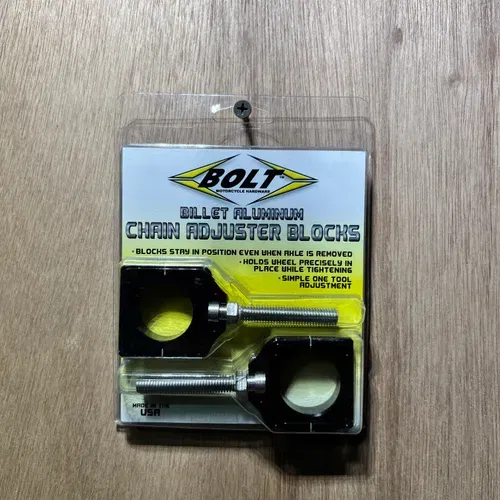 BOLT™
MOTORCYCLE HARDWARE
BILLET ALUMINUM
CHAIN ADJUSTER BLOCKS
• BLOCKS STAY IN POSITION EVEN WHEN AXLE IS REMOVED
• HOLDS WHEEL PRECISELY IN
PLACE WHILE TIGHTENING
• SIMPLE ONE TOOL
ADJUSTMENT
MADE IN THE
USA